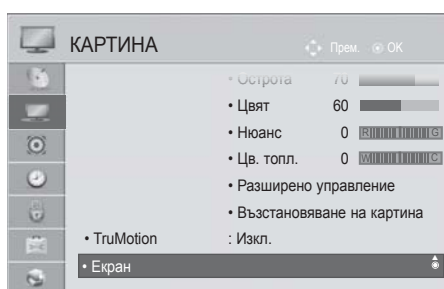 КАРТИНА Прем. OK
• Острота 70
• Цвят 60
• Нюанс 0 R G
• Цв. топл. 0 W C
• Разширено управление
• Възстановяване на картина
• TruMotion : Изкл.
• Екран